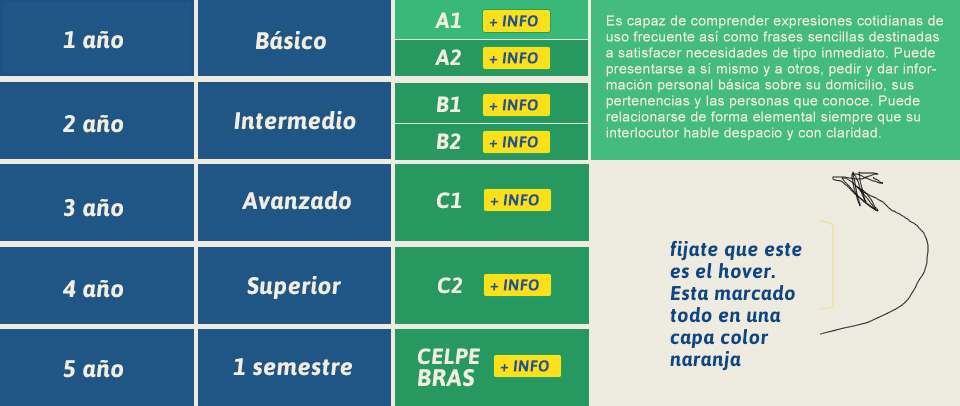 1 año
Básico
A1
+ INFO
A2
+ INFO
2 año
Intermedio
B1
+ INFO
B2
+ INFO
3 año
Avanzado
C1
+ INFO
4 año
Superior
C2
+ INFO
5 año
1 semestre
CELPE
BRAS
+ INFO
Es capaz de comprender expresiones cotidianas de
uso frecuente así como frases sencillas destinadas
a satisfacer necesidades de tipo inmediato. Puede
presentarse a sí mismo y a otros, pedir y dar infor-
mación personal básica sobre su domicilio, sus
pertenencias y las personas que conoce. Puede
relacionarse de forma elemental siempre que su
interlocutor hable despacio y con claridad.
fijate que este
es el hover.
Esta marcado
todo en una
capa color
naranja